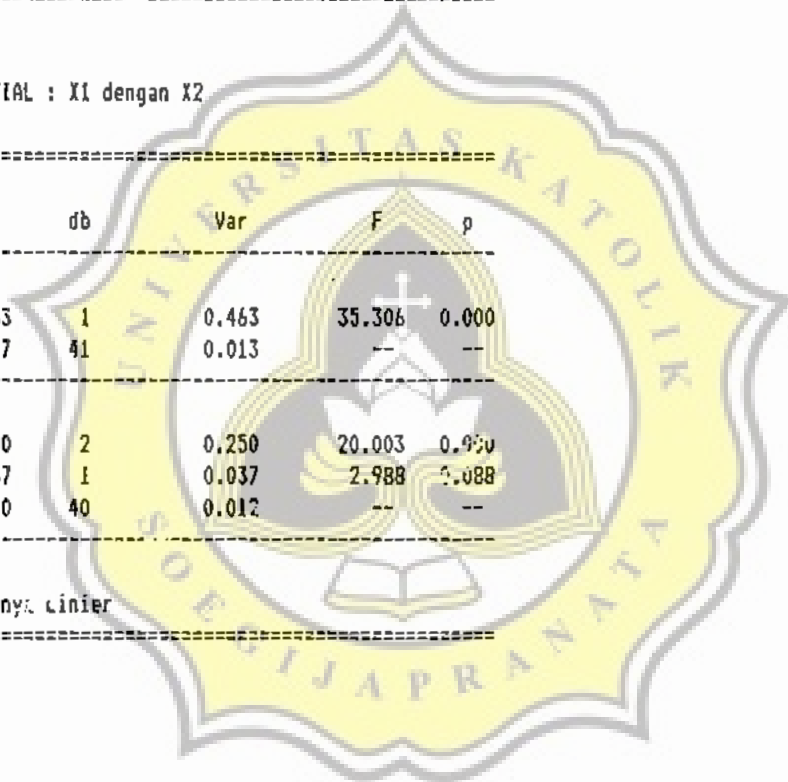 : X1 dengan X2
db Var F p
3 1 0.463 35.306 0.000
7 41 0.013 -- --
0 2 0.250 20.003
7 1 0.037 2.988
0 40 0.012 -- --
UNIVERSITAS KATOLIK
SOEGIJAPRANATA